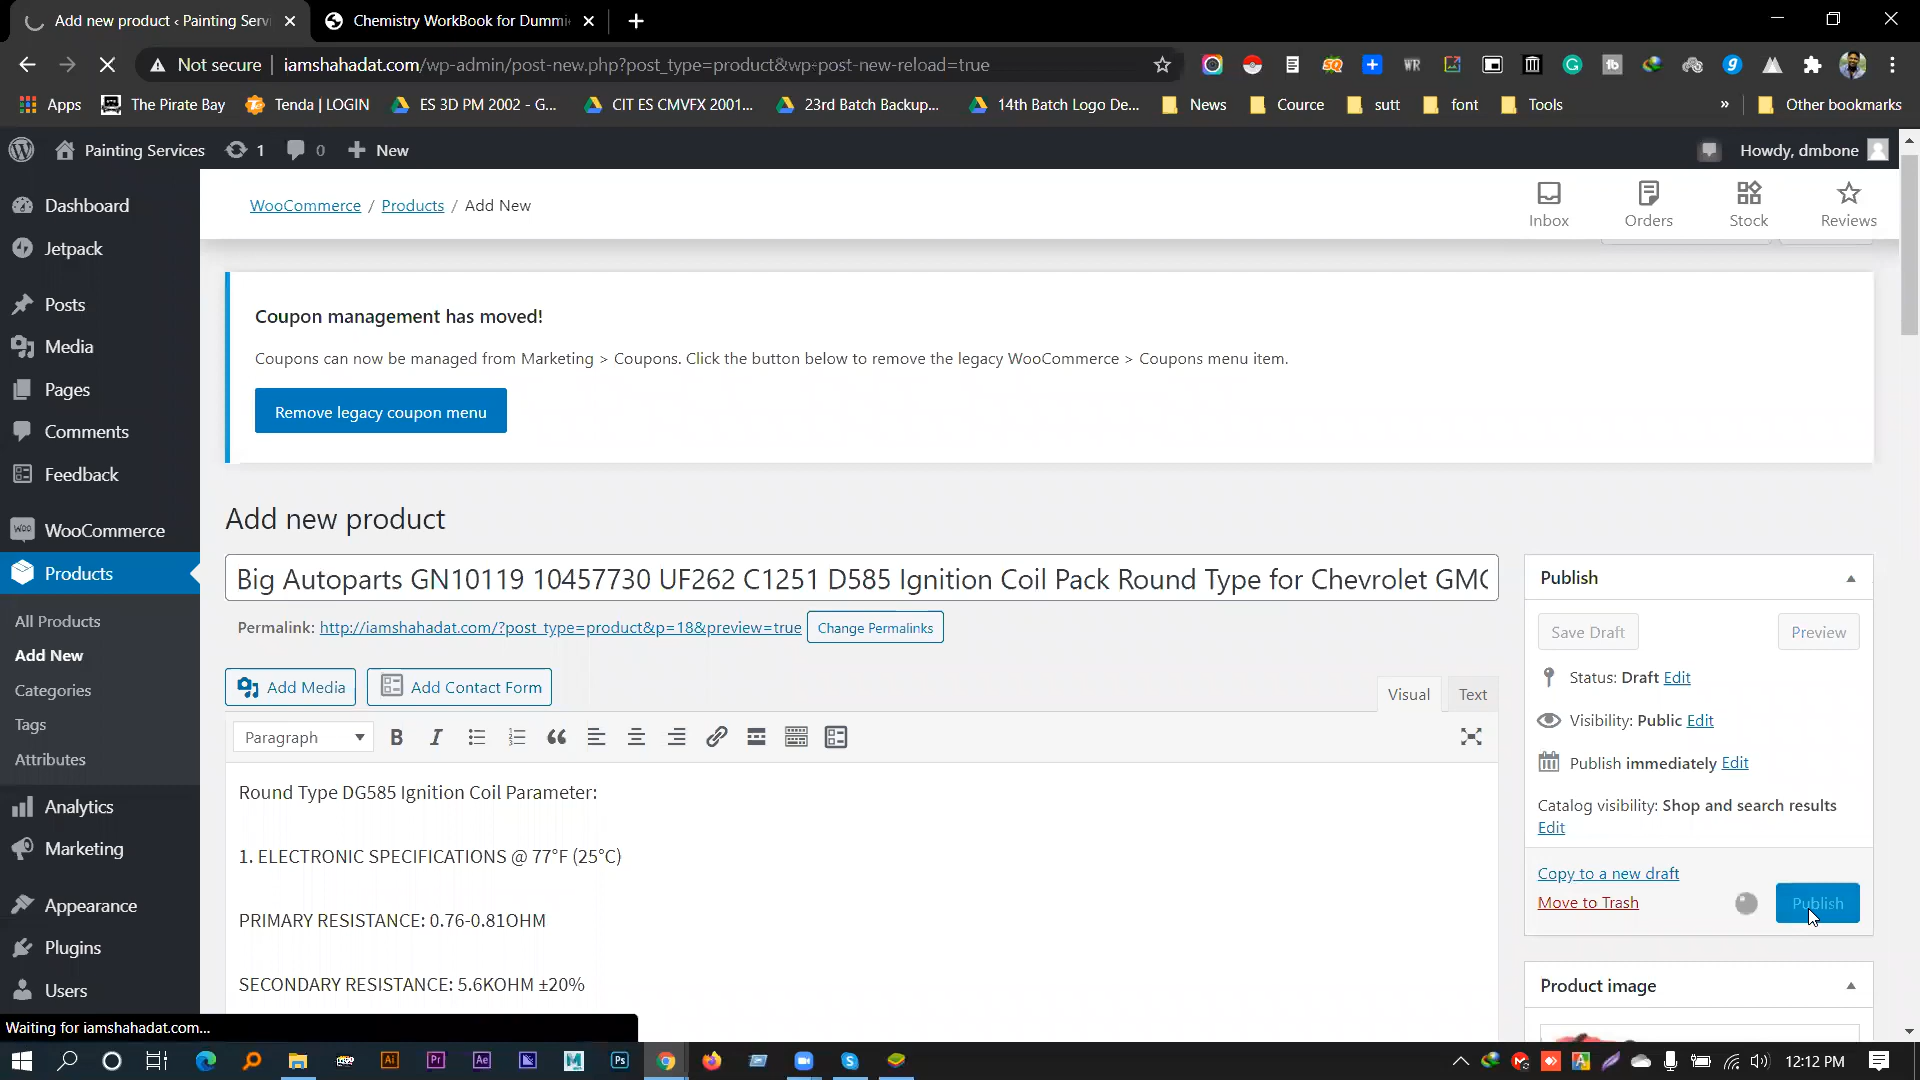 Add new product ‹ Painting Servi
Chemistry WorkBook for Dummi
Not secure
iamshahadat.com/wp-admin/post-new.php?post_type=product&wp-post-new-reload=true
Apps
The Pirate Bay
Tenda | LOGIN
ES 3D PM 2002 - G...
CIT ES CMVFX 2001...
23rd Batch Backup...
14th Batch Logo De...
News
Cource
sutt
font
Tools
»
Other bookmarks
Painting Services
1
0
New
Howdy, dmbone
WooCommerce / Products / Add New
Inbox
Orders
Stock
Reviews
Dashboard
Jetpack
Posts
Media
Pages
Comments
Feedback
WooCommerce
Products
All Products
Add New
Categories
Tags
Attributes
Analytics
Marketing
Appearance
Plugins
Users
Coupon management has moved!
Coupons can now be managed from Marketing > Coupons. Click the button below to remove the legacy WooCommerce > Coupons menu item.
Remove legacy coupon menu
Add new product
Big Autoparts GN10119 10457730 UF262 C1251 D585 Ignition Coil Pack Round Type for Chevrolet GMC
Permalink: http://iamshahadat.com/?post_type=product&p=18&preview=true
Change Permalinks
Add Media
Add Contact Form
Visual
Text
Paragraph
Round Type DG585 Ignition Coil Parameter:
1. ELECTRONIC SPECIFICATIONS @ 77°F (25°C)
PRIMARY RESISTANCE: 0.76-0.81OHM
SECONDARY RESISTANCE: 5.6KOHM ±20%
Publish
Save Draft
Preview
Status: Draft Edit
Visibility: Public Edit
Publish immediately Edit
Catalog visibility: Shop and search results
Edit
Copy to a new draft
Move to Trash
Publish
Product image
Waiting for iamshahadat.com...
12:12 PM